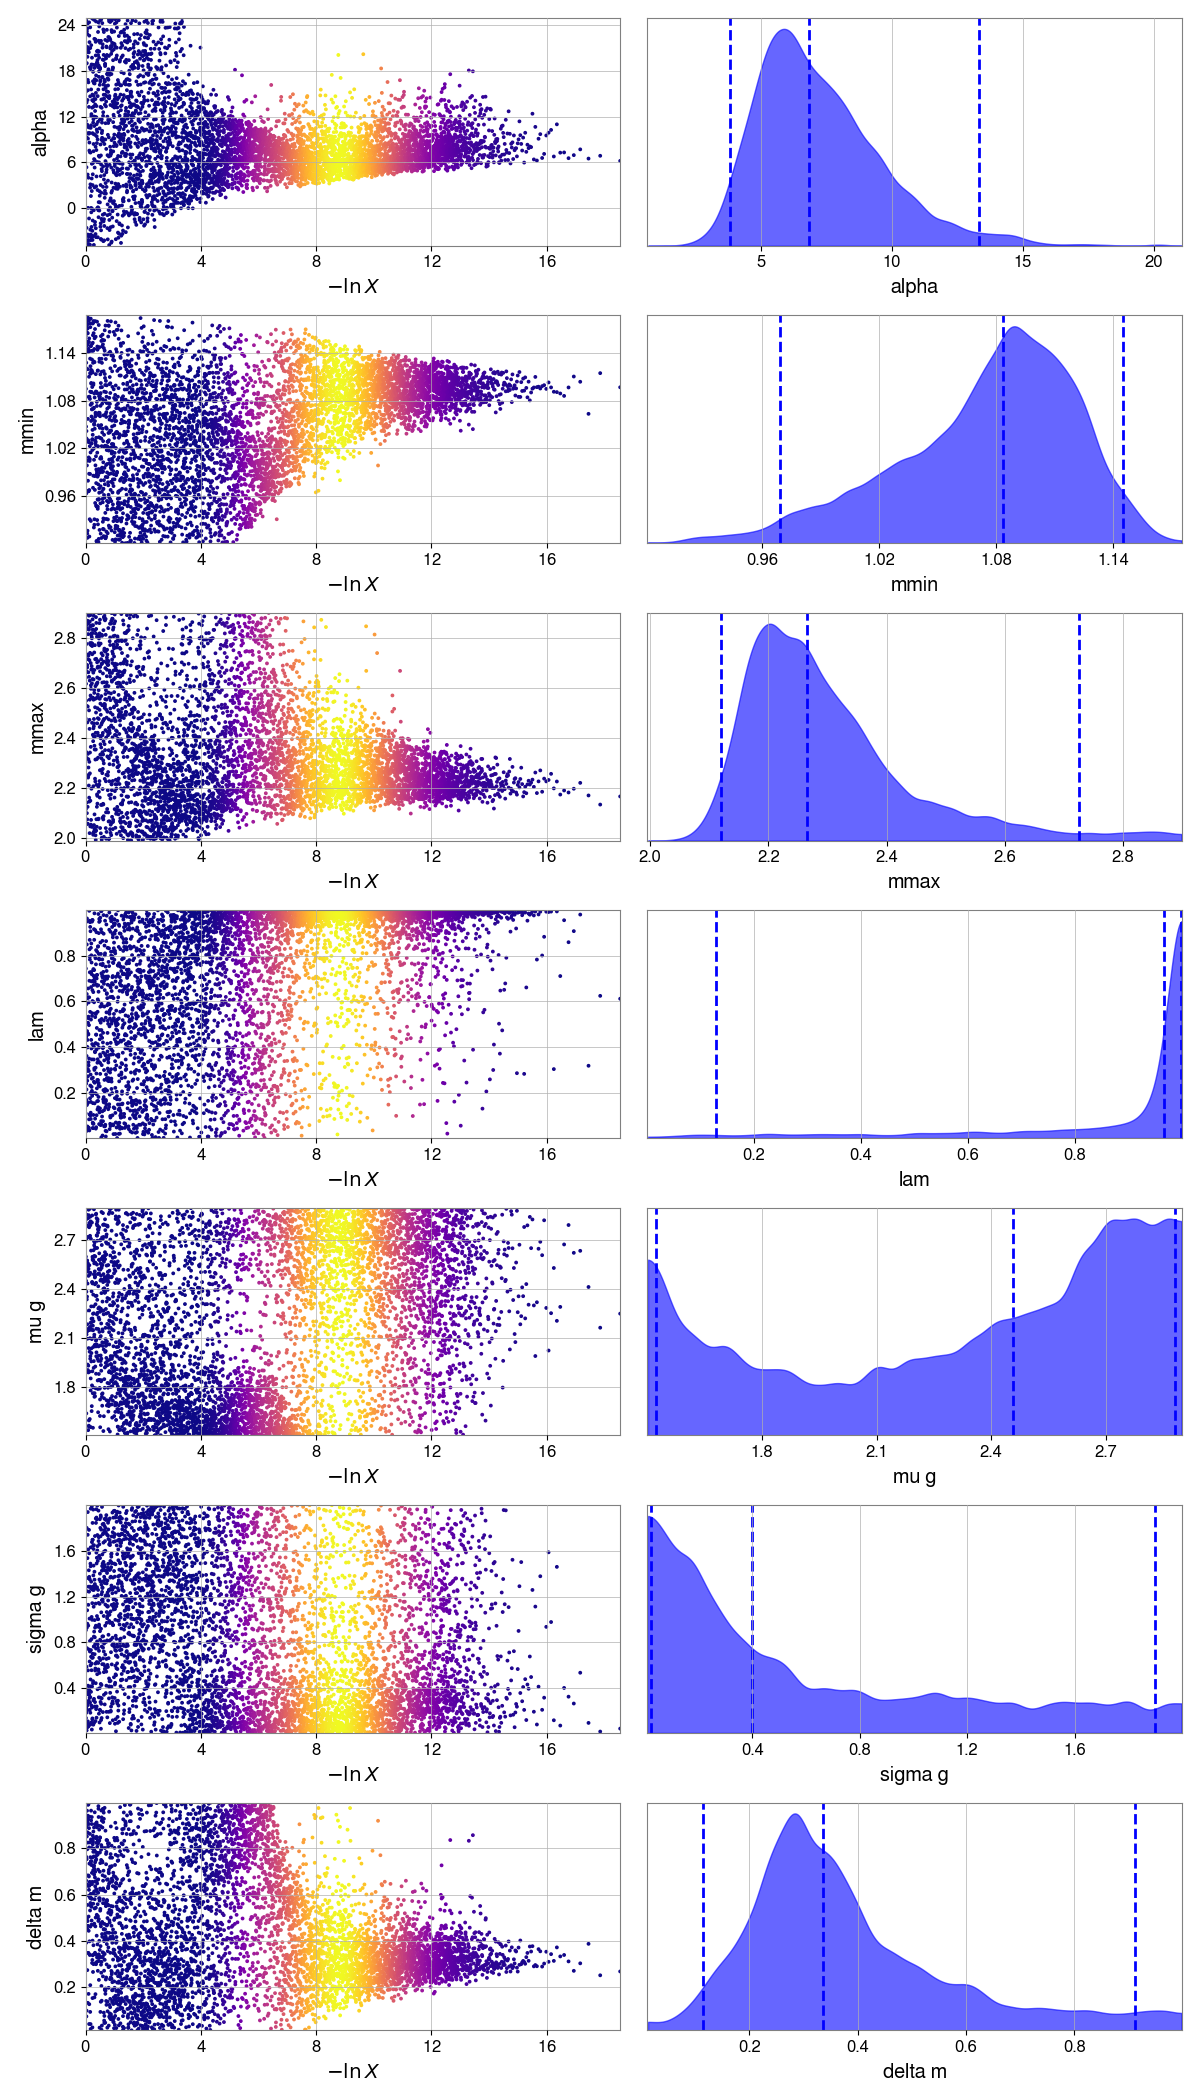 24
18
12
6
0
alpha
0 4 8 12 16
−ln X
5 10 15 20
alpha
1.14
1.08
1.02
0.96
mmin
0 4 8 12 16
−ln X
0.96 1.02 1.08 1.14
mmin
2.8
2.6
2.4
2.2
2.0
mmax
0 4 8 12 16
−ln X
2.0 2.2 2.4 2.6 2.8
mmax
0.8
0.6
0.4
0.2
lam
0 4 8 12 16
−ln X
0.2 0.4 0.6 0.8
lam
2.7
2.4
2.1
1.8
mu g
0 4 8 12 16
−ln X
1.8 2.1 2.4 2.7
mu g
1.6
1.2
0.8
0.4
sigma g
0 4 8 12 16
−ln X
0.4 0.8 1.2 1.6
sigma g
0.8
0.6
0.4
0.2
delta m
0 4 8 12 16
−ln X
0.2 0.4 0.6 0.8
delta m